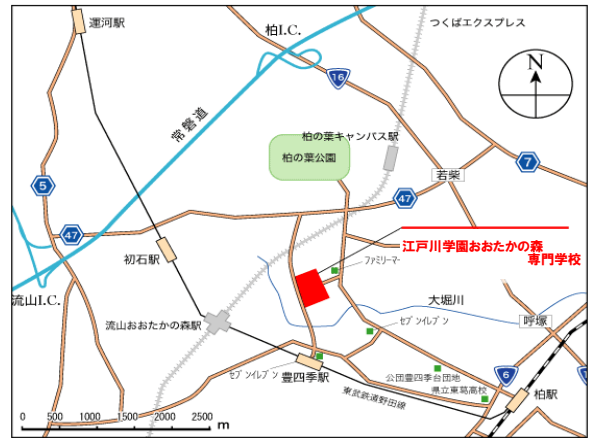 運河駅
柏I.C.
つくばエクスプレス
N
16
常磐道
柏の葉キャンパス駅
柏の葉公園
7
5
若柴
47
47
江戸川学園おおたかの森
専門学校
初石駅
ファミリーマー
流山I.C.
大堀川
流山おおたかの森駅
セブンイレブン
呼塚
セブンイレブン
豊四季駅
公団豊四季台団地
6
県立東葛高校
東武鉄道野田線
柏駅
0 500 1000 1500 2000 2500 m